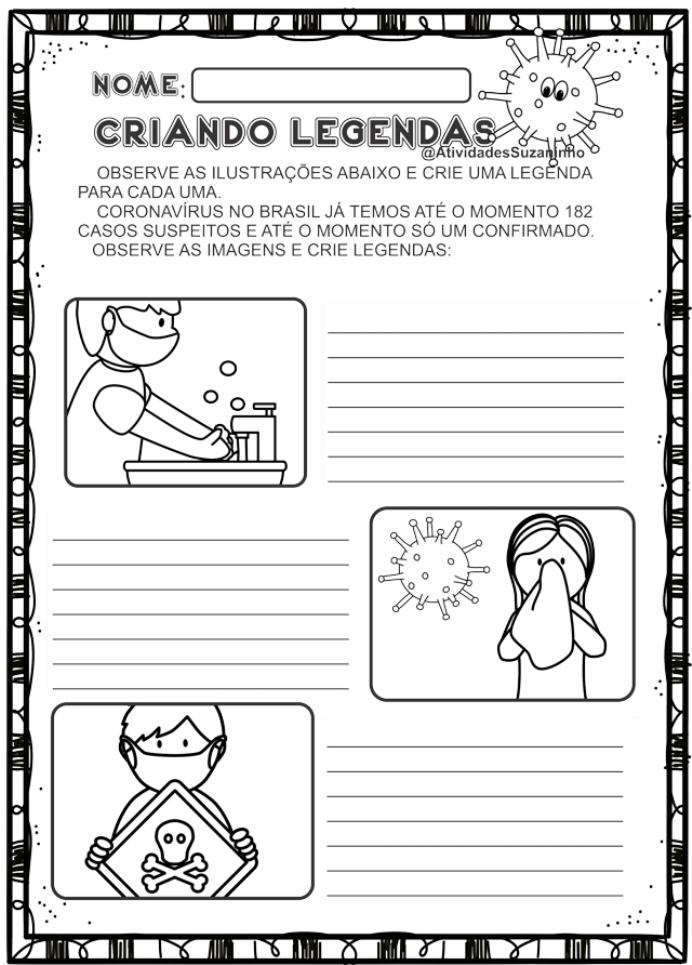 NOME:
CRIANDO LEGENDAS
@AtividadesSuzaninho
OBSERVE AS ILUSTRAÇÕES ABAIXO E CRIE UMA LEGENDA
PARA CADA UMA.
CORONAVÍRUS NO BRASIL JÁ TEMOS ATÉ O MOMENTO 182
CASOS SUSPEITOS E ATÉ O MOMENTO SÓ UM CONFIRMADO.
OBSERVE AS IMAGENS E CRIE LEGENDAS: